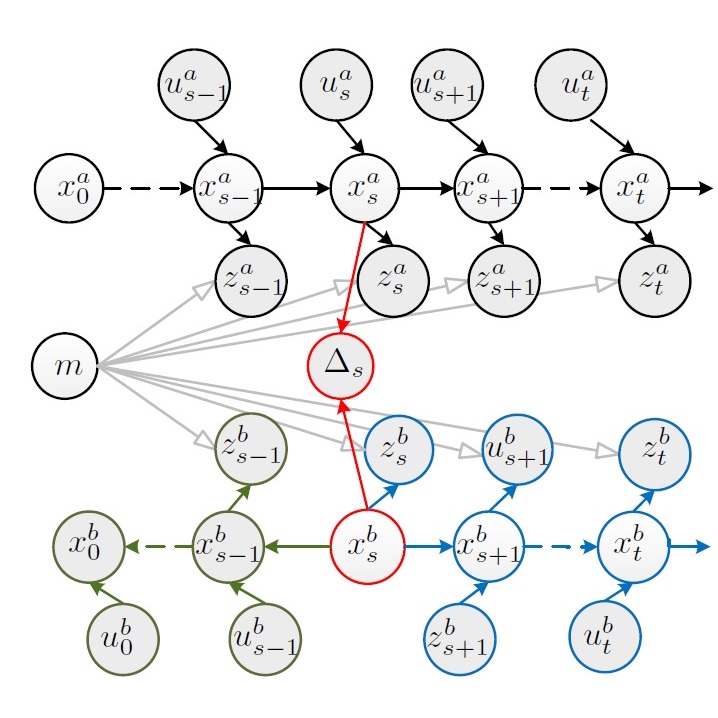 u^a_{s-1} u^a_s u^a_{s+1} u^a_t
x^a_0 x^a_{s-1} x^a_s x^a_{s+1} x^a_t
z^a_{s-1} z^a_s z^a_{s+1} z^a_t
m Δ_s
z^b_{s-1} z^b_s u^b_{s+1} z^b_t
x^b_0 x^b_{s-1} x^b_s x^b_{s+1} x^b_t
u^b_0 u^b_{s-1} z^b_{s+1} u^b_t